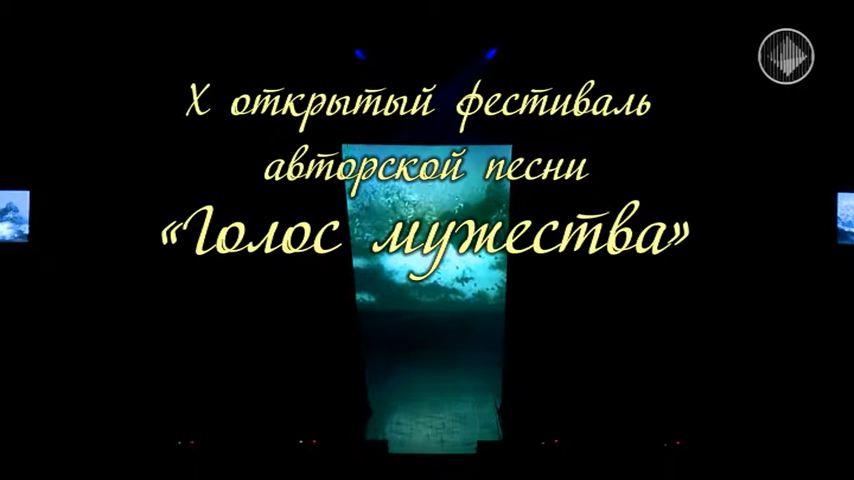 X открытый фестиваль
авторской песни
«Голос мужества»